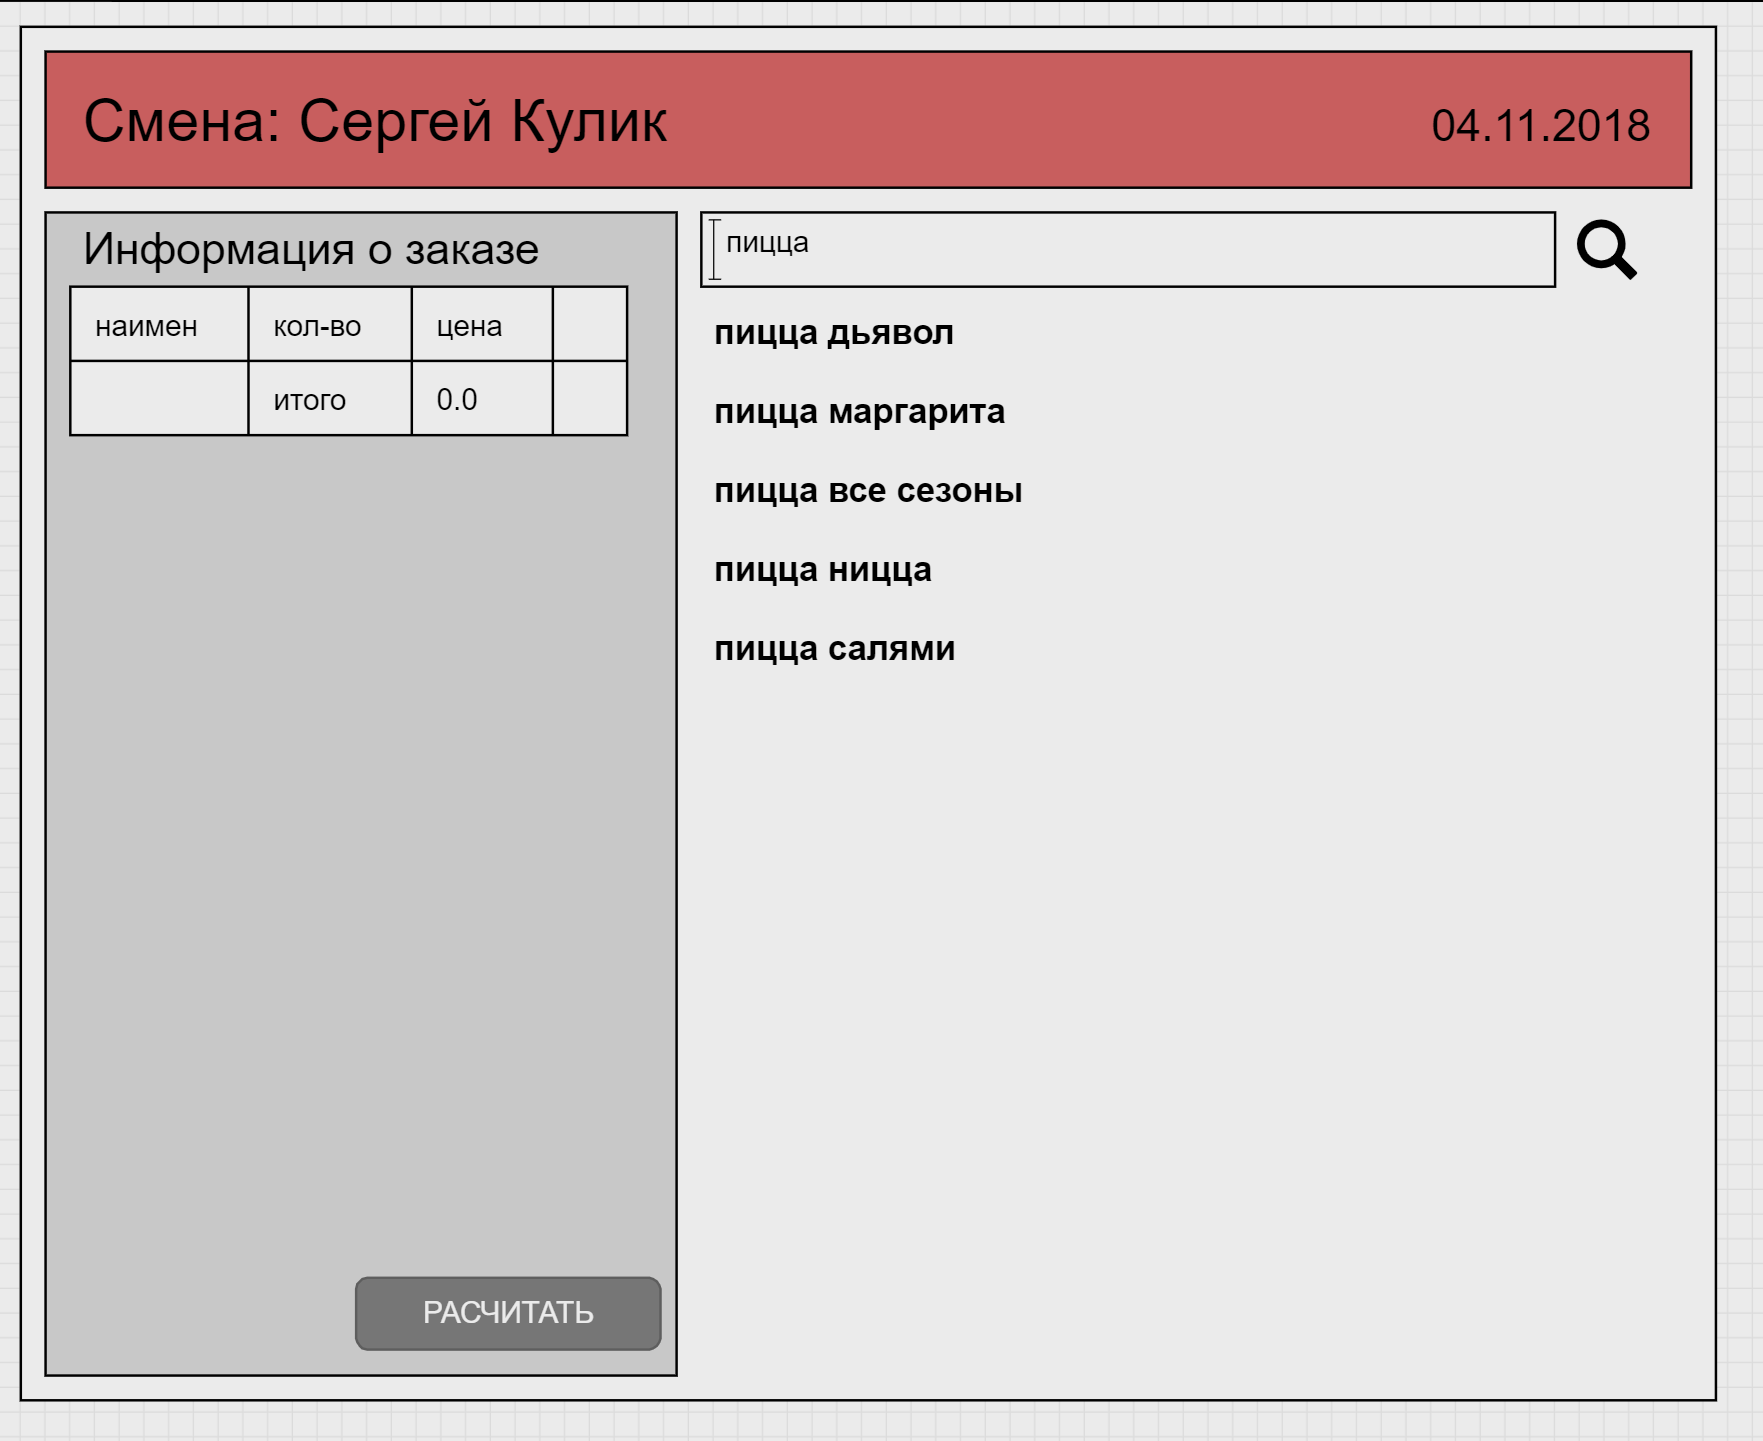 Смена: Сергей Кулик
04.11.2018
Информация о заказе
наимен кол-во цена
итого 0.0
РАСЧИТАТЬ
пицца
пицца дьявол
пицца маргарита
пицца все сезоны
пицца ницца
пицца салями